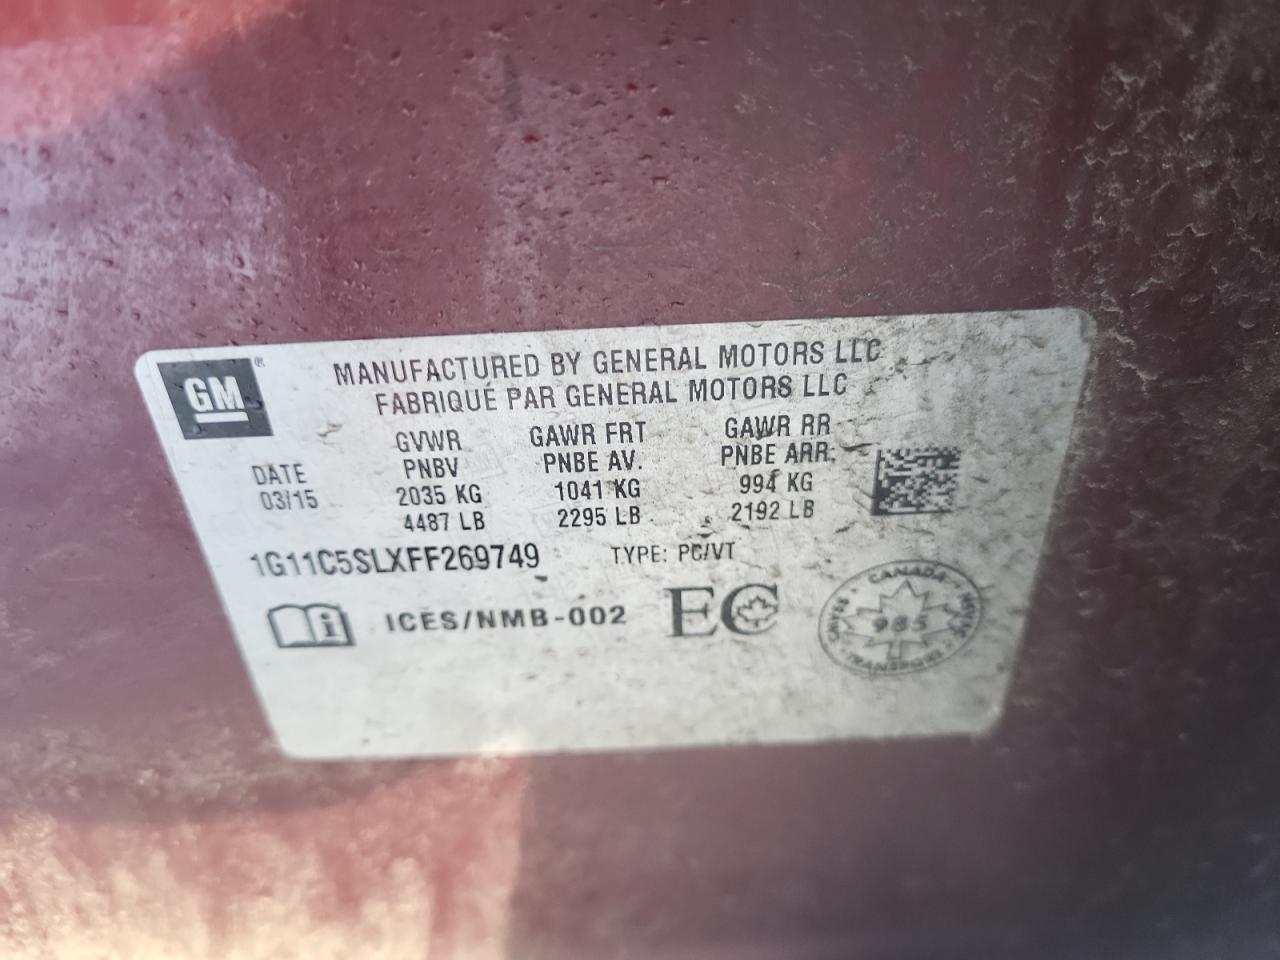 GM ®
MANUFACTURED BY GENERAL MOTORS LLC
FABRIQUÉ PAR GENERAL MOTORS LLC
DATE
03/15
GVWR
PNBV
2035 KG
4487 LB
GAWR FRT
PNBE AV.
1041 KG
2295 LB
GAWR RR
PNBE ARR.
994 KG
2192 LB
1G11C5SLXFF269749 TYPE: PC/VT
i ICES/NMB-002 EC
CANADA
985
TRANSPORT